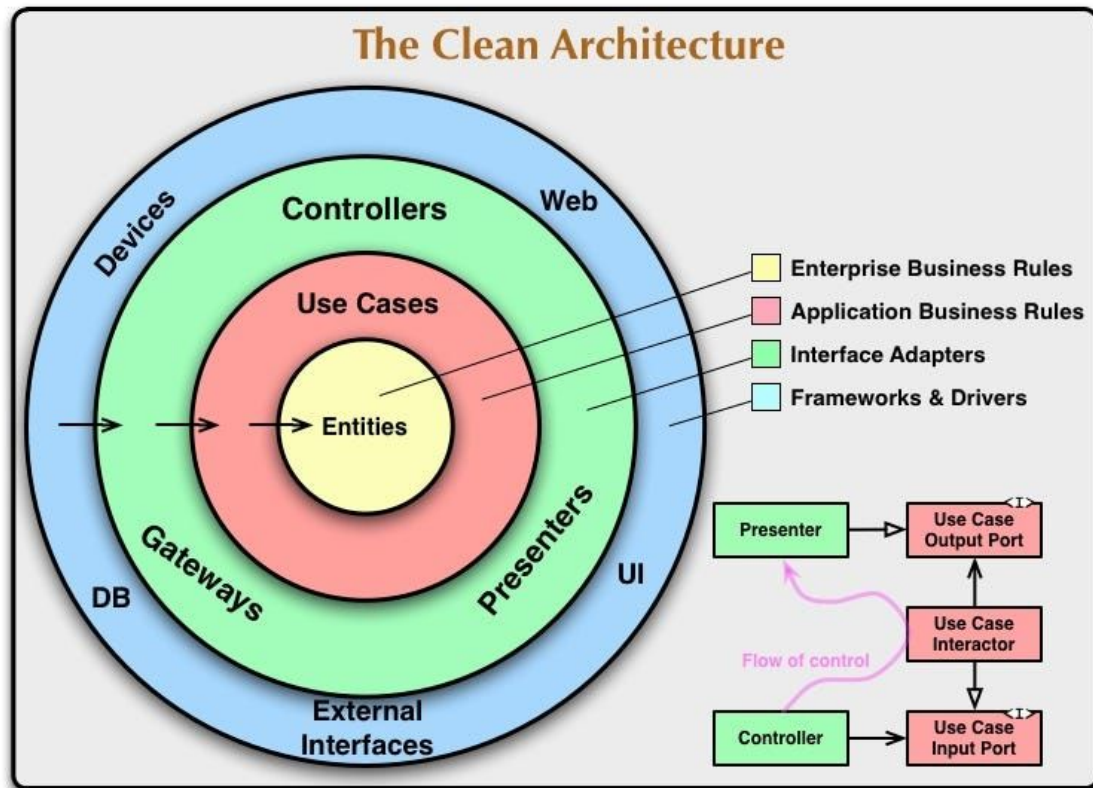 The Clean Architecture
Devices
Web
Controllers
Use Cases
Entities
Gateways
Presenters
DB
UI
External
Interfaces
Enterprise Business Rules
Application Business Rules
Interface Adapters
Frameworks & Drivers
Presenter
<I>
Use Case
Output Port
Flow of control
Use Case
Interactor
Controller
<I>
Use Case
Input Port